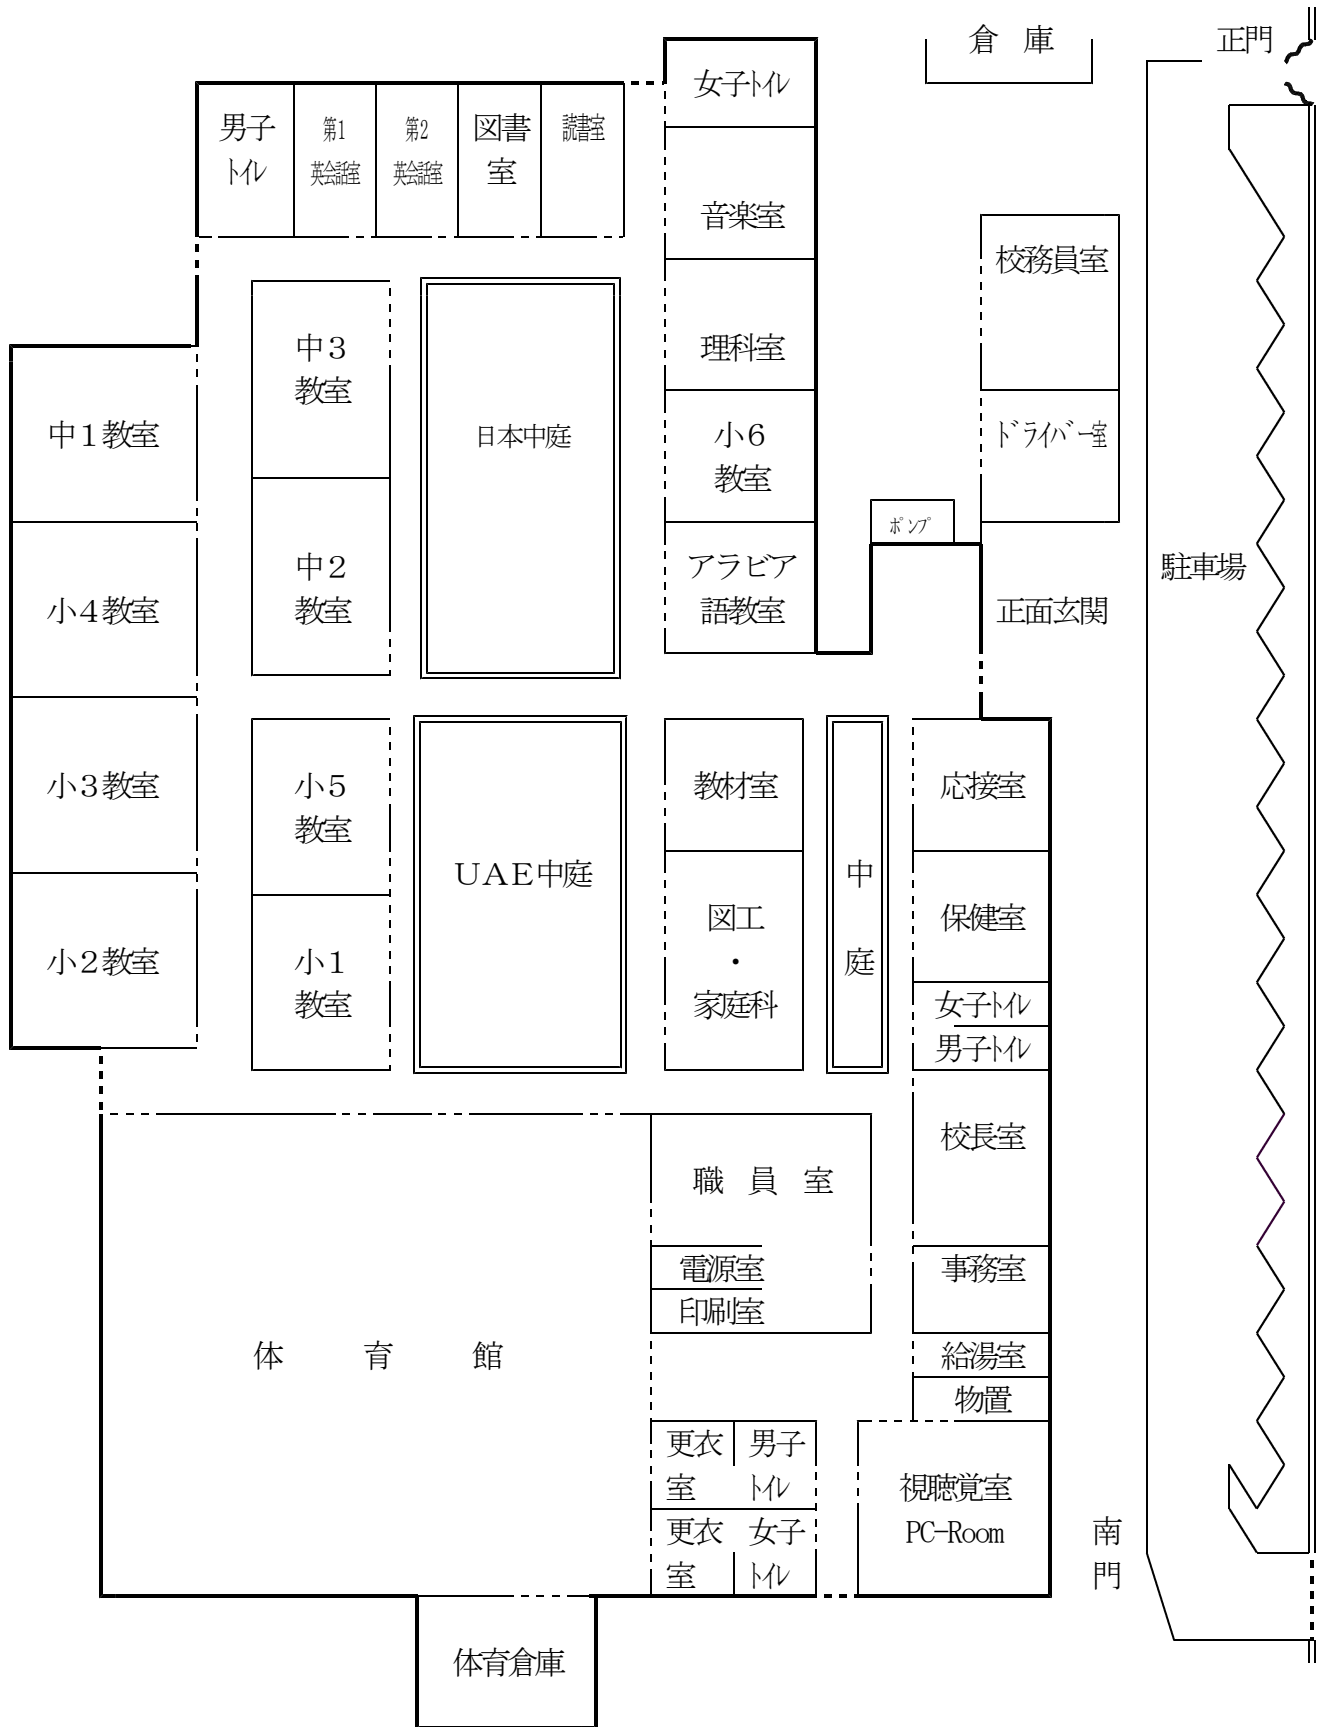 倉　庫
正門
女子トイレ
男子
トイレ
第1
英会話室
第2
英会話室
図書
室
読書室
音楽室
校務員室
中３
教室
理科室
中１教室
日本中庭
小６
教室
ドライバー室
ポンプ
中２
教室
アラビア
語教室
駐車場
小４教室
正面玄関
小３教室
小５
教室
教材室
応接室
ＵＡＥ中庭
中
庭
図工
・
家庭科
保健室
小２教室
小１
教室
女子トイレ
男子トイレ
校長室
職　員　室
電源室
印刷室
事務室
体　育　館
給湯室
物置
更衣
室
男子
トイレ
視聴覚室
PC-Room
更衣
室
女子
トイレ
南
門
体育倉庫